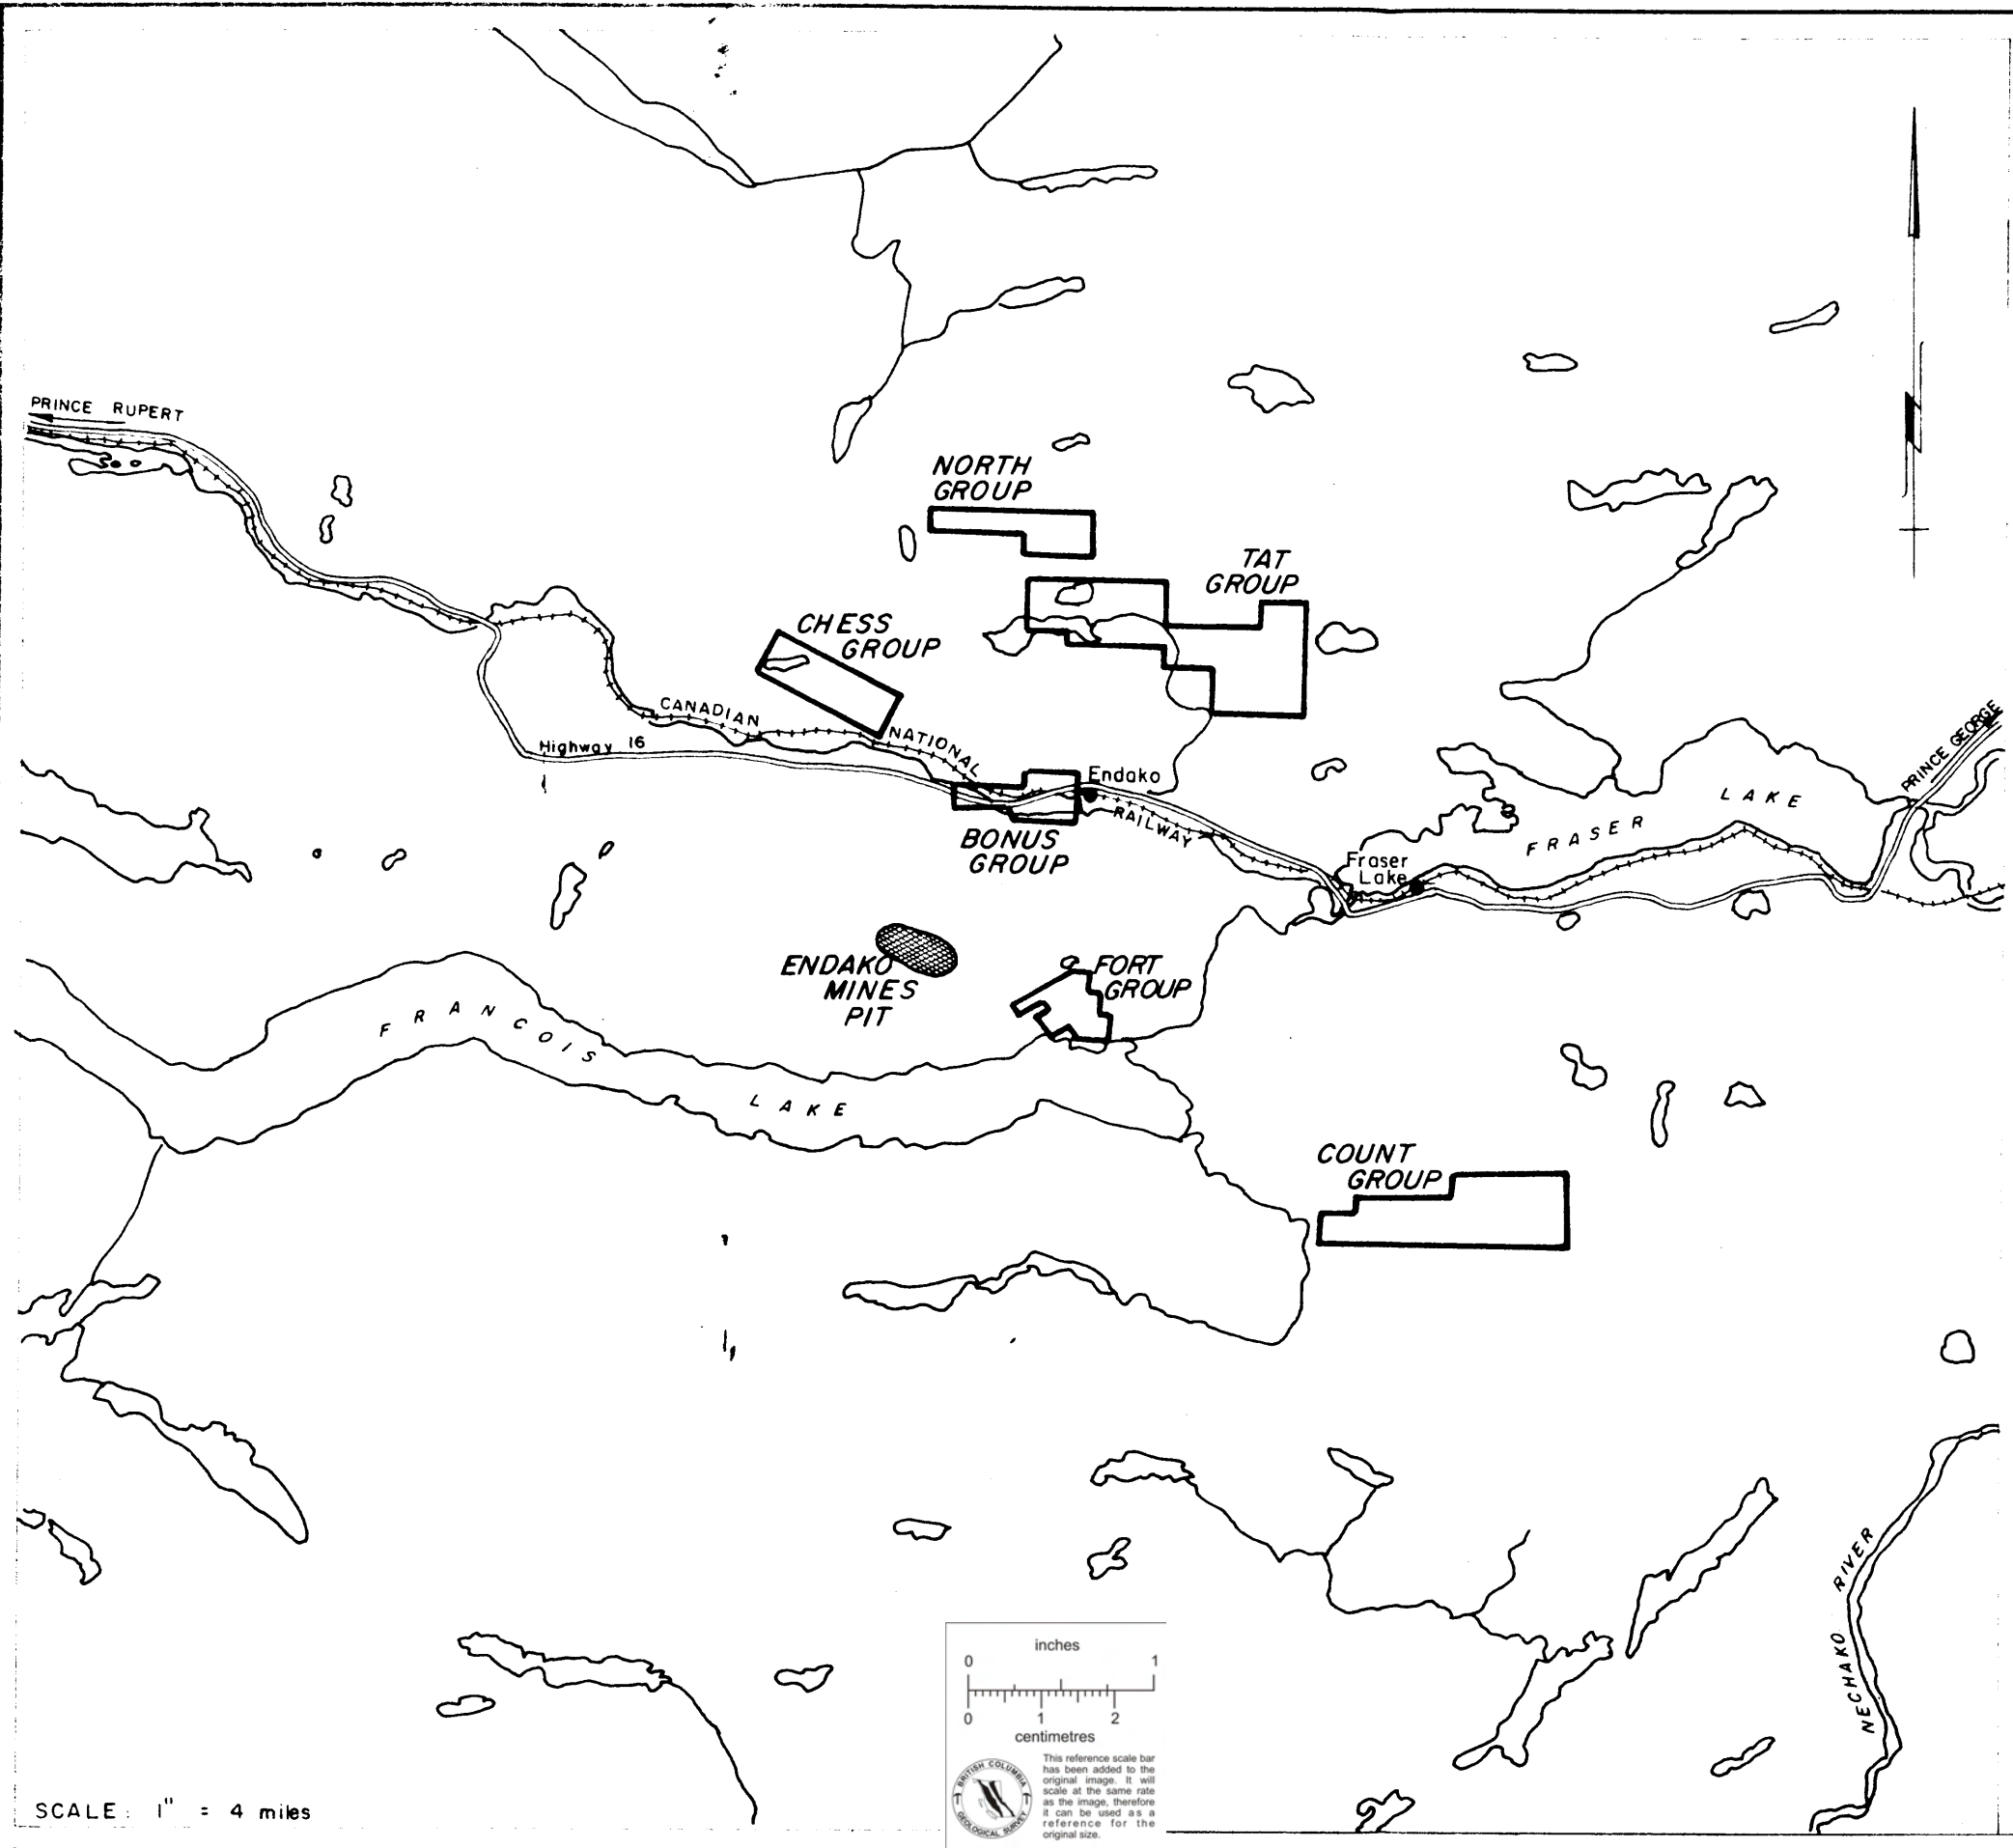 PRINCE RUPERT
NORTH
GROUP
TAT
GROUP
CHESS
GROUP
CANADIAN
NATIONAL
RAILWAY
Highway 16
Endako
BONUS
GROUP
PRINCE GEORGE
FRASER LAKE
Fraser
Lake
ENDAKO
MINES
PIT
FORT
GROUP
FRANCOIS LAKE
COUNT
GROUP
NECHAKO RIVER
SCALE: 1" = 4 miles
inches
0 1
0 1 2
centimetres
BRITISH COLUMBIA
GEOLOGICAL SURVEY
This reference scale bar
has been added to the
original image. It will
scale at the same rate
as the image, therefore
it can be used as a
reference for the
original size.